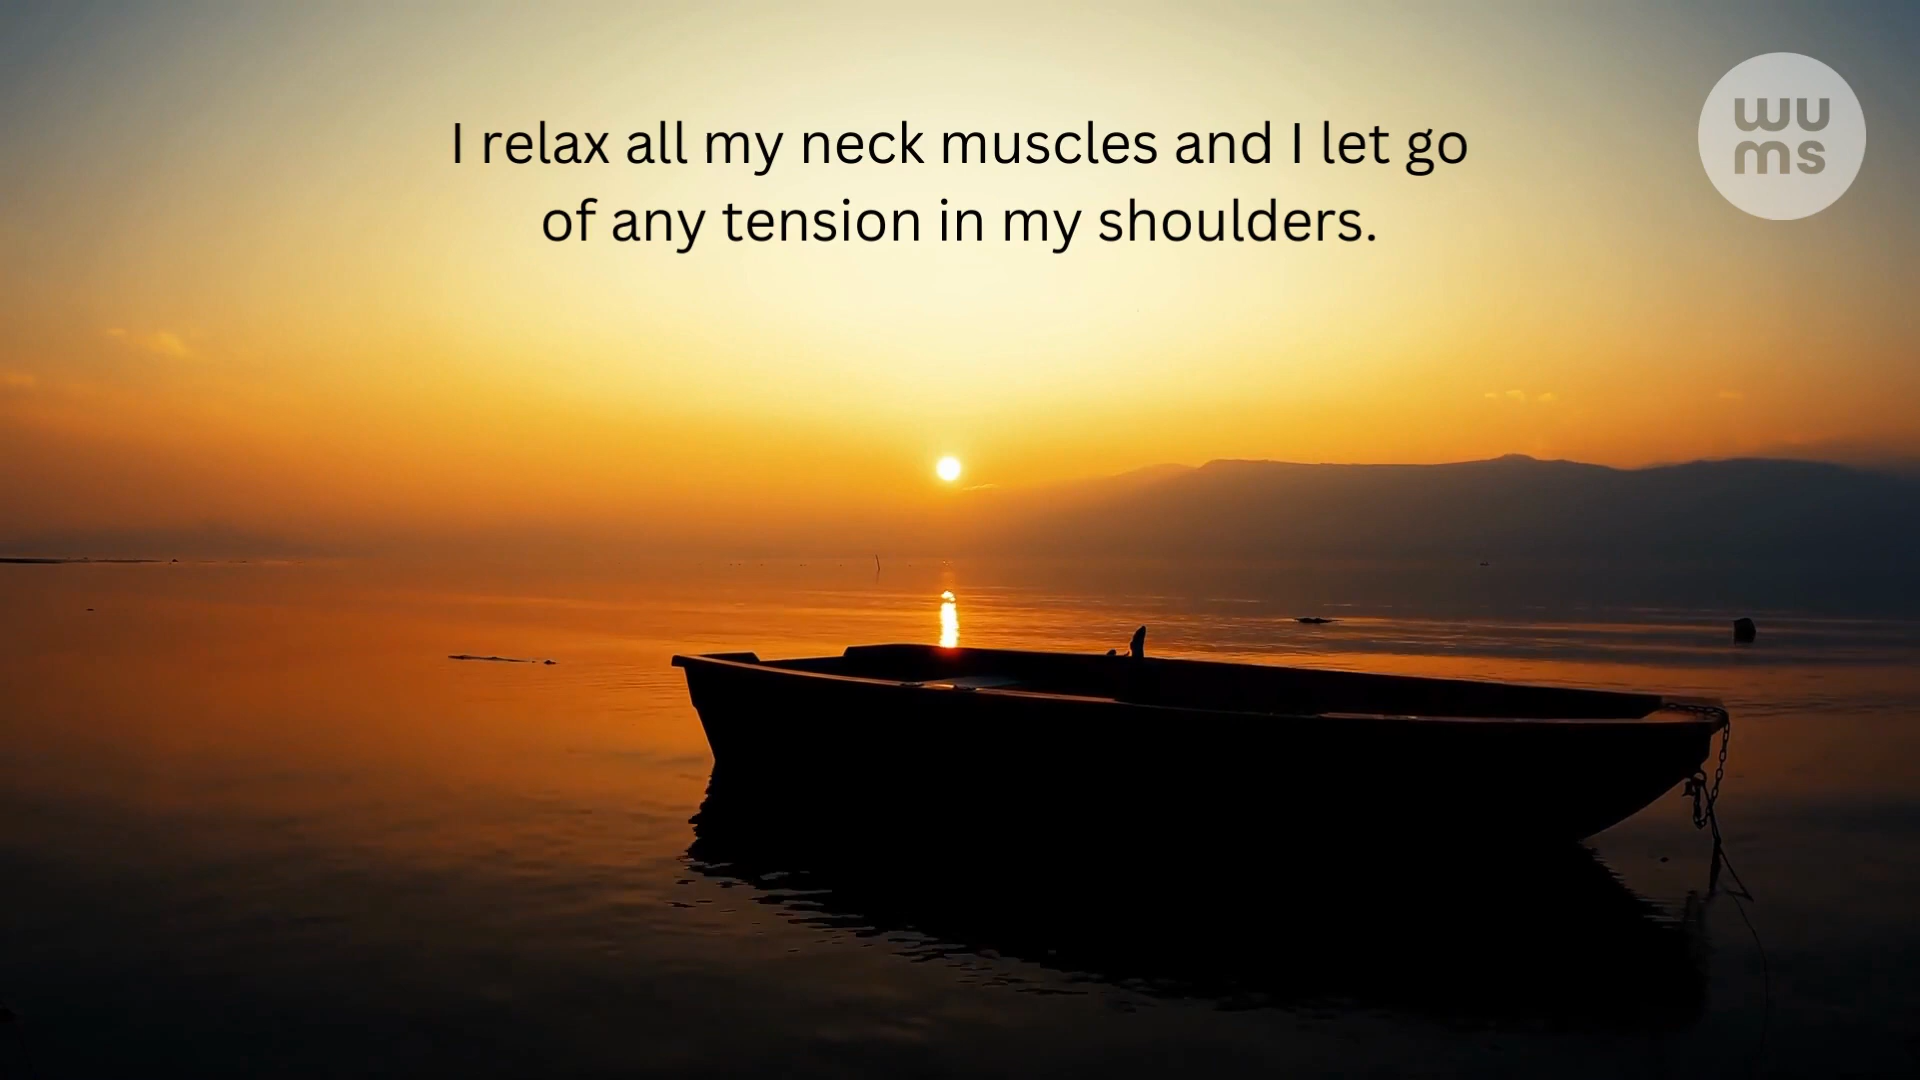 I relax all my neck muscles and I let go
of any tension in my shoulders.
wu
ms